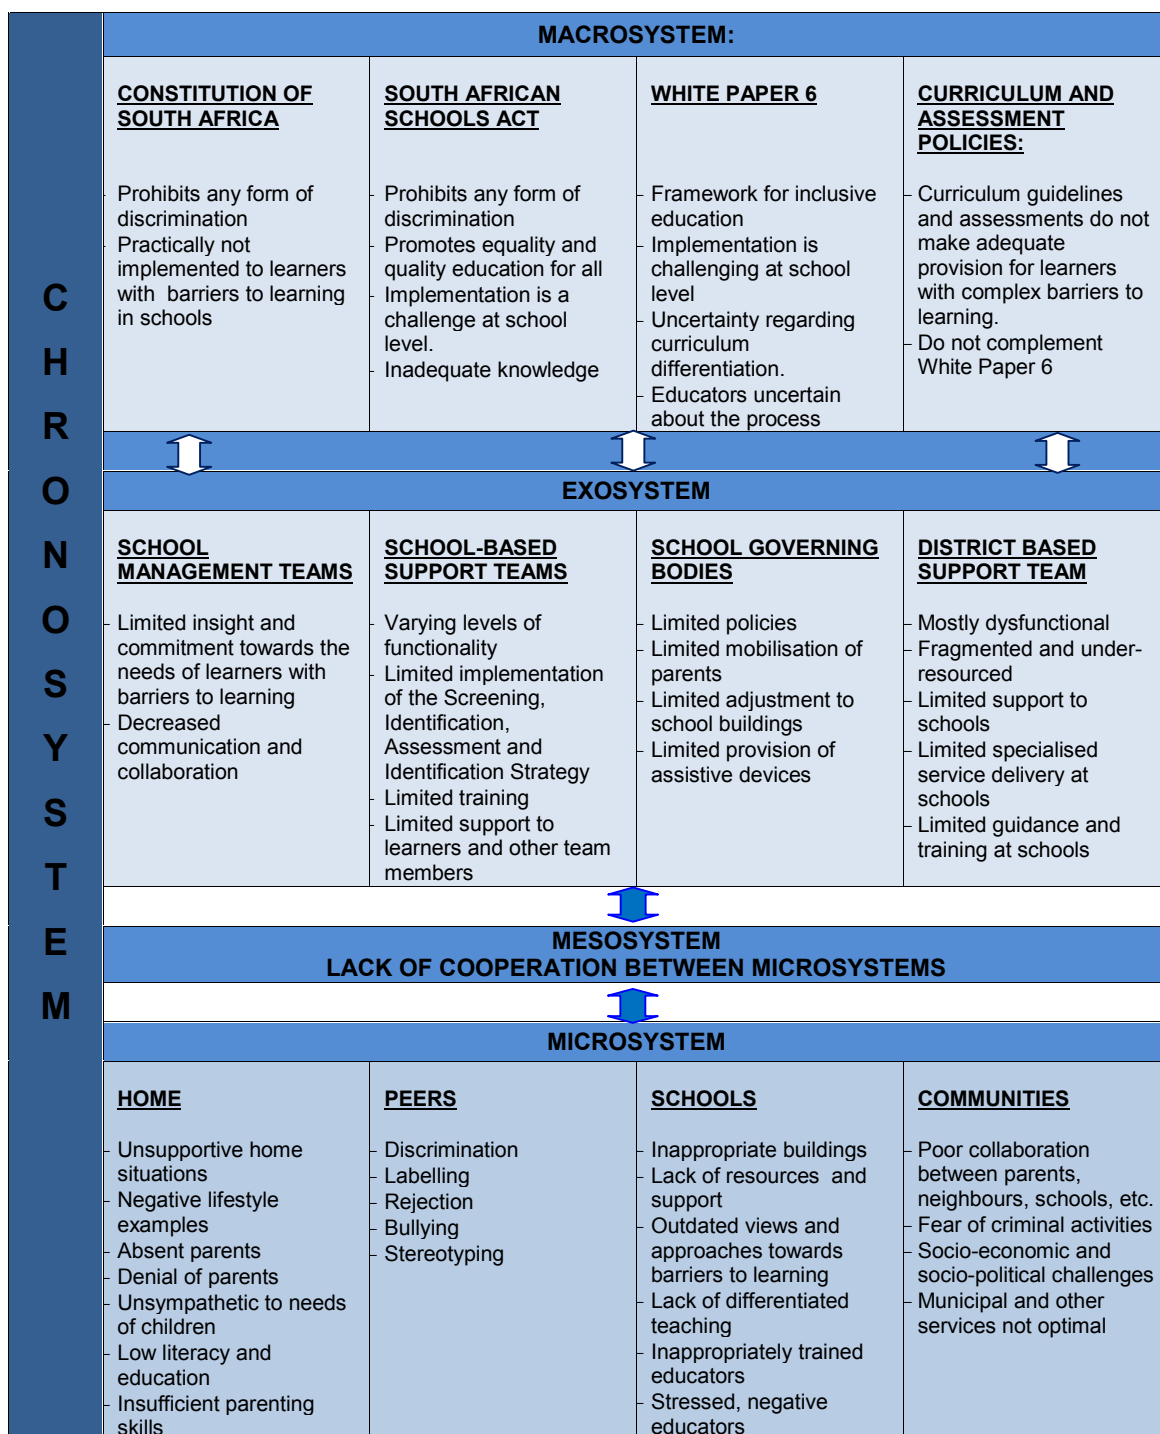 CHRONOSYSTEM
MACROSYSTEM:
CONSTITUTION OF
SOUTH AFRICA
- Prohibits any form of
discrimination
- Practically not
implemented to learners
with barriers to learning
in schools
SOUTH AFRICAN
SCHOOLS ACT
- Prohibits any form of
discrimination
- Promotes equality and
quality education for all
- Implementation is a
challenge at school
level.
- Inadequate knowledge
WHITE PAPER 6
- Framework for inclusive
education
- Implementation is
challenging at school
level
- Uncertainty regarding
curriculum
differentiation.
- Educators uncertain
about the process
CURRICULUM AND
ASSESSMENT
POLICIES:
- Curriculum guidelines
and assessments do not
make adequate
provision for learners
with complex barriers to
learning.
- Do not complement
White Paper 6
EXOSYSTEM
SCHOOL
MANAGEMENT TEAMS
- Limited insight and
commitment towards the
needs of learners with
barriers to learning
- Decreased
communication and
collaboration
SCHOOL-BASED
SUPPORT TEAMS
- Varying levels of
functionality
- Limited implementation
of the Screening,
Identification,
Assessment and
Identification Strategy
- Limited training
- Limited support to
learners and other team
members
SCHOOL GOVERNING
BODIES
- Limited policies
- Limited mobilisation of
parents
- Limited adjustment to
school buildings
- Limited provision of
assistive devices
DISTRICT BASED
SUPPORT TEAM
- Mostly dysfunctional
- Fragmented and under-
resourced
- Limited support to
schools
- Limited specialised
service delivery at
schools
- Limited guidance and
training at schools
MESOSYSTEM
LACK OF COOPERATION BETWEEN MICROSYSTEMS
MICROSYSTEM
HOME
- Unsupportive home
situations
- Negative lifestyle
examples
- Absent parents
- Denial of parents
- Unsympathetic to needs
of children
- Low literacy and
education
- Insufficient parenting
skills
PEERS
- Discrimination
- Labelling
- Rejection
- Bullying
- Stereotyping
SCHOOLS
- Inappropriate buildings
- Lack of resources and
support
- Outdated views and
approaches towards
barriers to learning
- Lack of differentiated
teaching
- Inappropriately trained
educators
- Stressed, negative
educators
COMMUNITIES
- Poor collaboration
between parents,
neighbours, schools, etc.
- Fear of criminal activities
- Socio-economic and
socio-political challenges
- Municipal and other
services not optimal